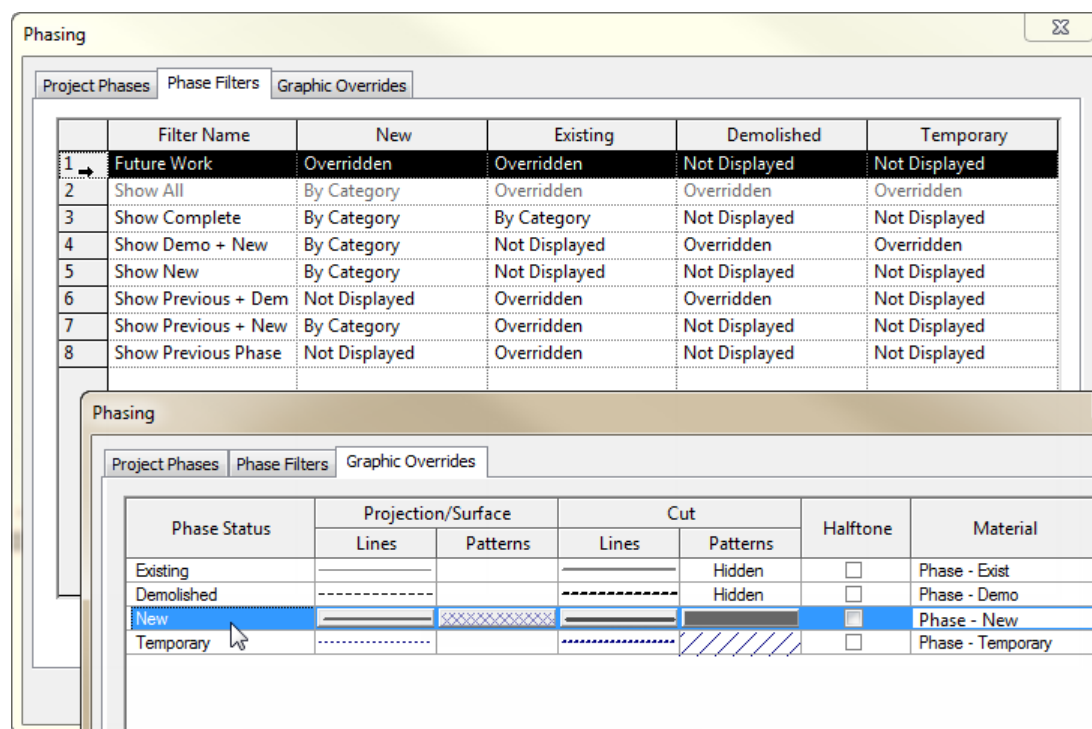 Phasing
Project Phases Phase Filters Graphic Overrides
Filter Name New Existing Demolished Temporary
1 Future Work Overridden Overridden Not Displayed Not Displayed
2 Show All By Category Overridden Overridden Overridden
3 Show Complete By Category By Category Not Displayed Not Displayed
4 Show Demo + New By Category Not Displayed Overridden Overridden
5 Show New By Category Not Displayed Not Displayed Not Displayed
6 Show Previous + Dem Not Displayed Overridden Overridden Not Displayed
7 Show Previous + New By Category Overridden Not Displayed Not Displayed
8 Show Previous Phase Not Displayed Overridden Not Displayed Not Displayed
Phasing
Project Phases Phase Filters Graphic Overrides
Phase Status Projection/Surface Cut Halftone Material
Lines Patterns Lines Patterns
Existing Hidden Phase - Exist
Demolished Hidden Phase - Demo
New Phase - New
Temporary Phase - Temporary